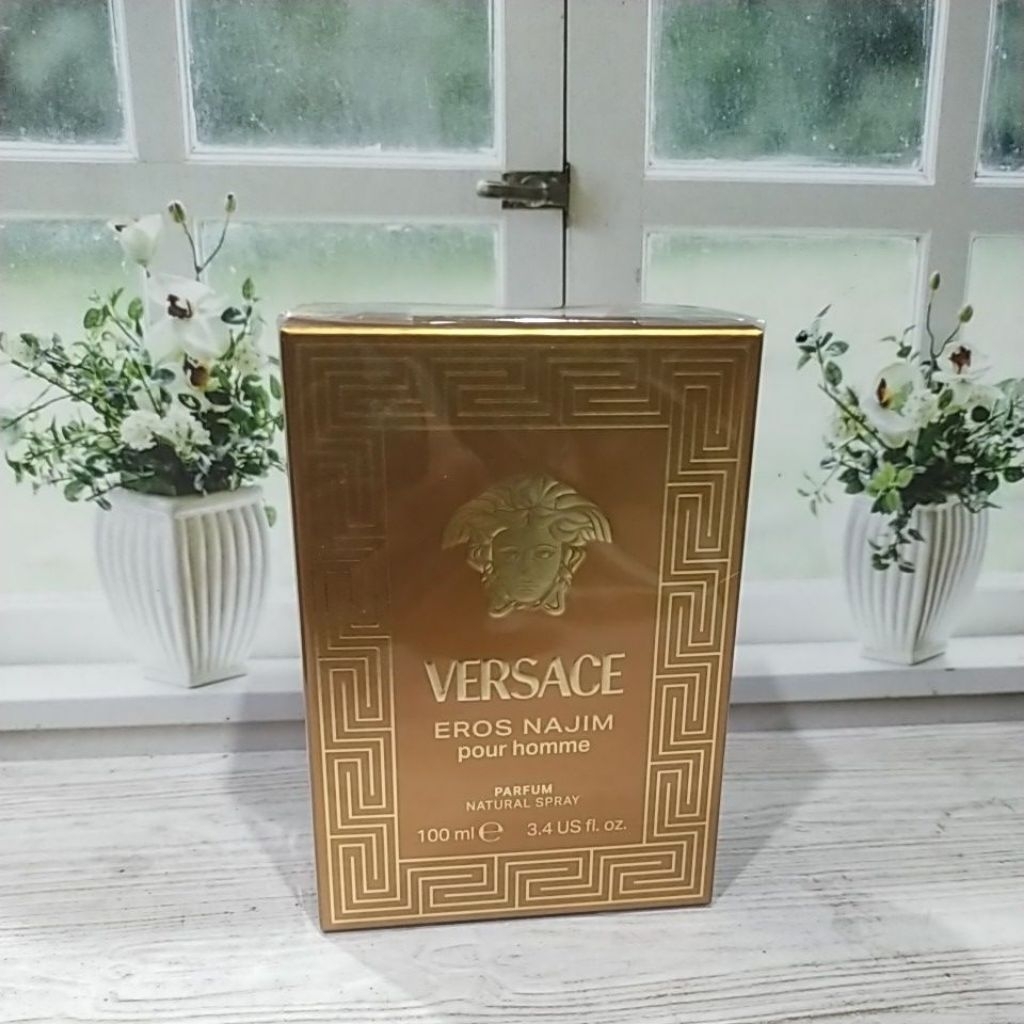 VERSACE
EROS NAJIM
pour homme
PARFUM
NATURAL SPRAY
100 ml ℮ 3.4 US fl. oz.